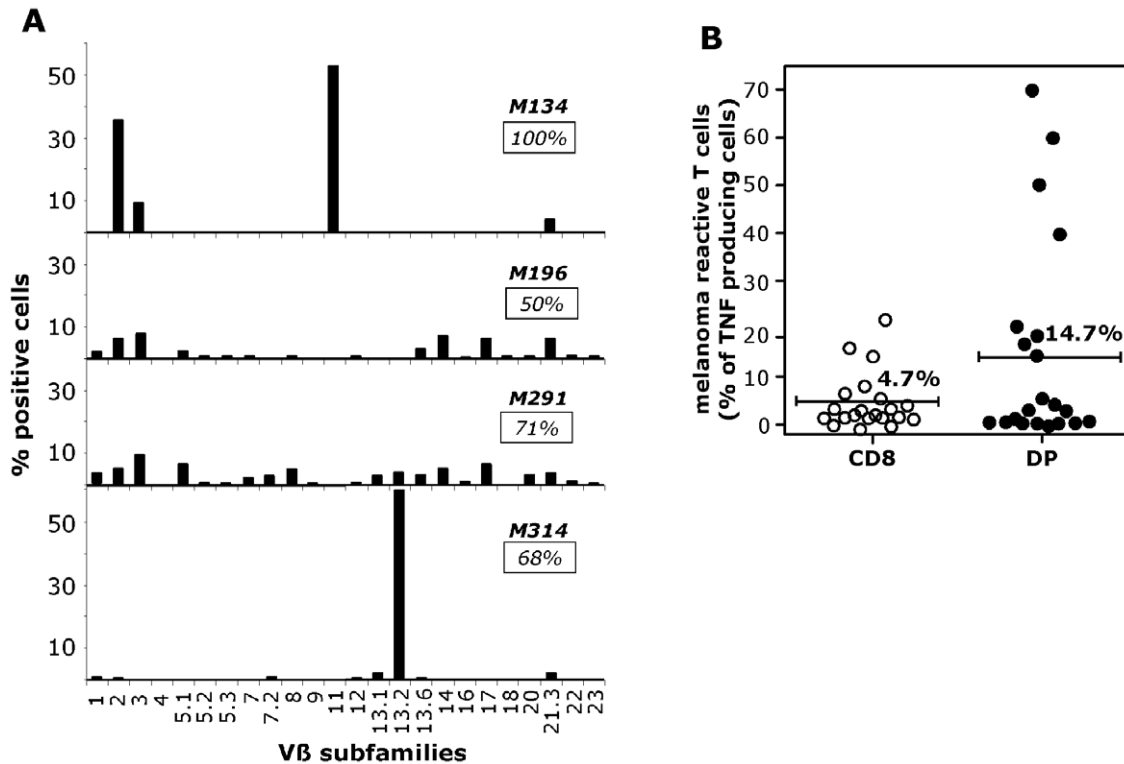 A
% positive cells
50
30
10
M134
100%
30
10
M196
50%
30
10
M291
71%
50
30
10
M314
68%
1 2 3 4 5.1 5.2 5.3 7 7.2 8 9 11 12 13.1 13.2 13.6 14 16 17 18 20 21.3 22 23
Vß subfamilies
B
melanoma reactive T cells
(% of TNF producing cells)
70
60
50
40
30
20
10
0
4.7%
14.7%
CD8 DP